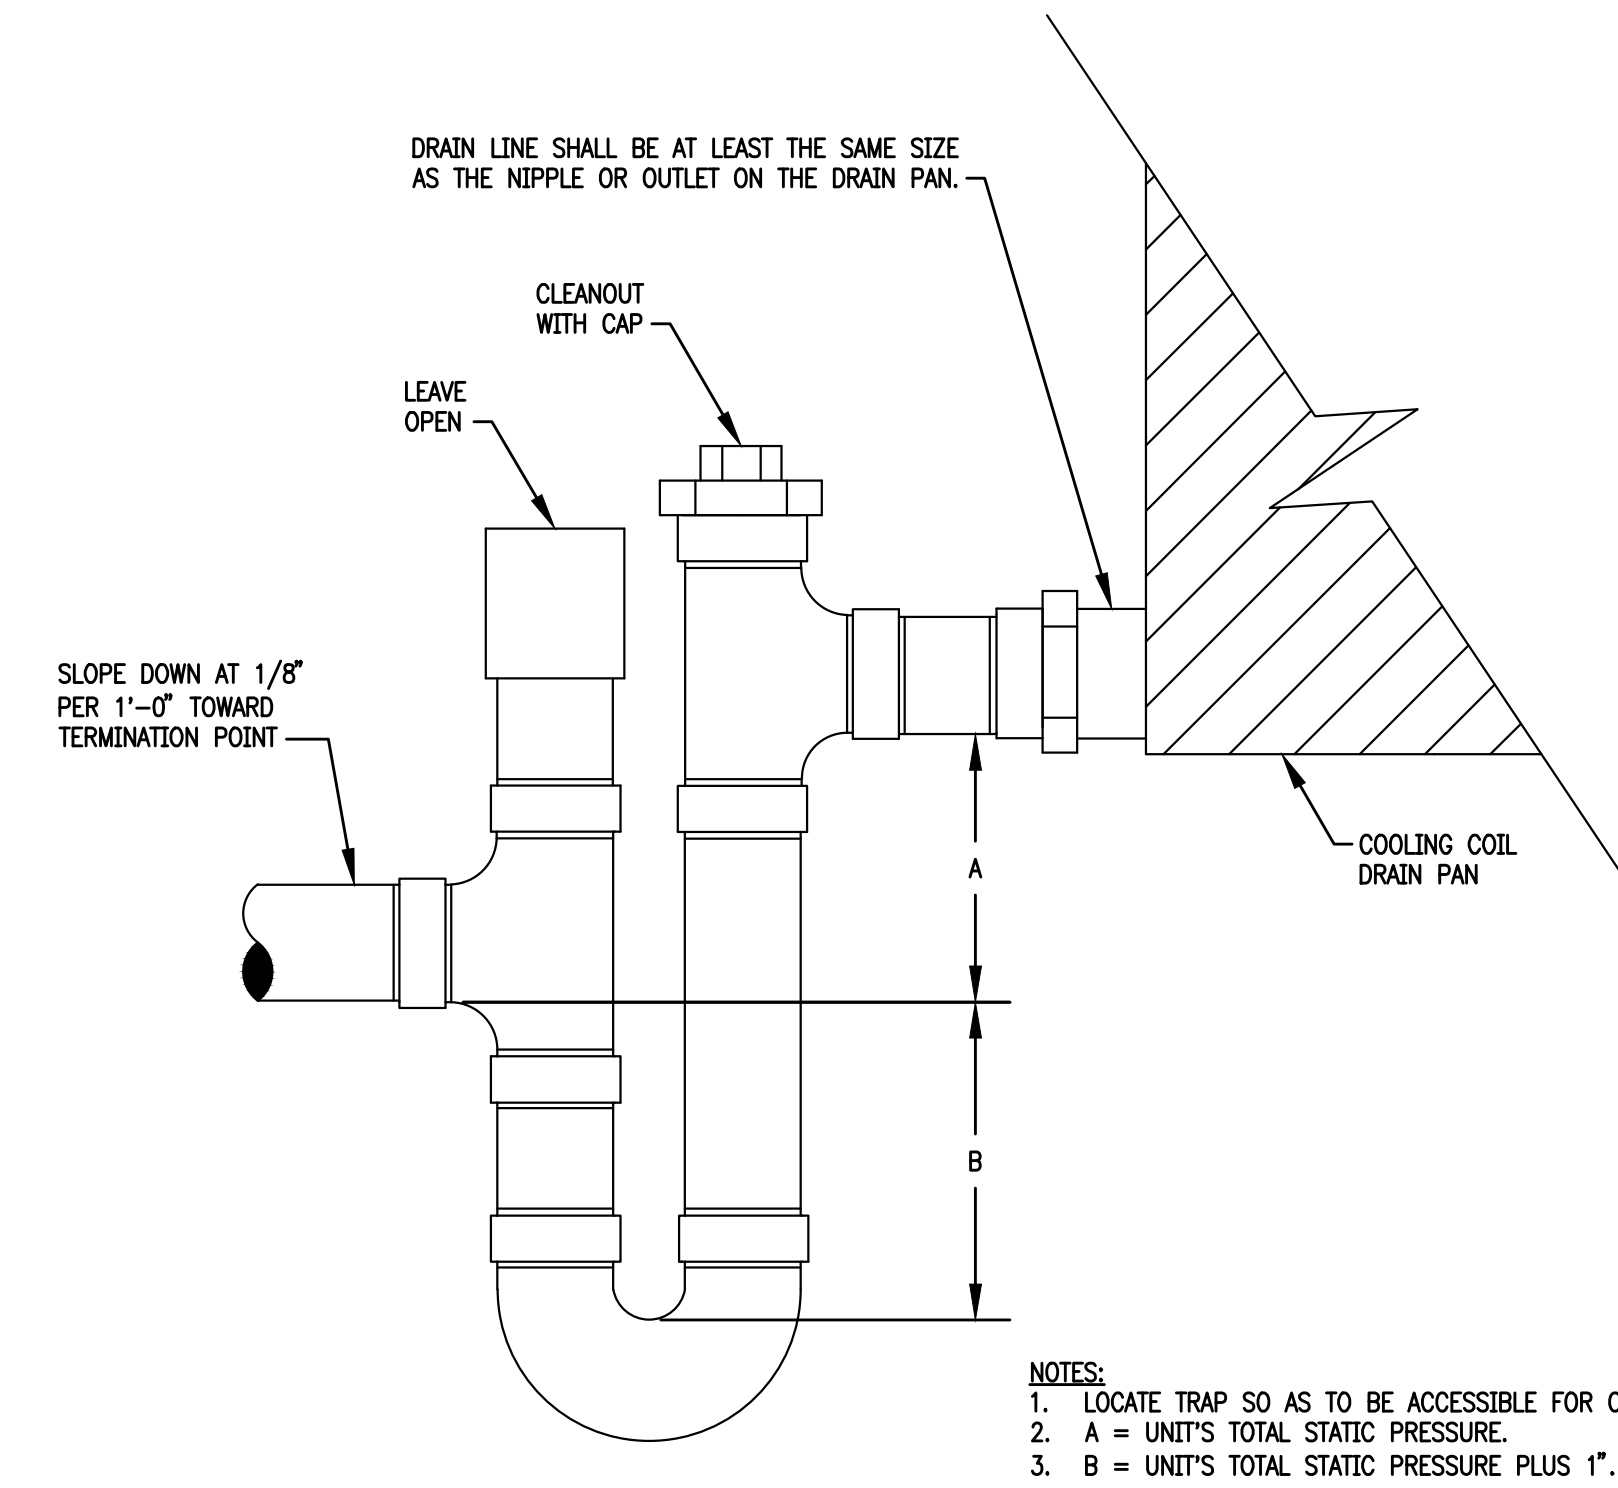 DRAIN LINE SHALL BE AT LEAST THE SAME SIZE
AS THE NIPPLE OR OUTLET ON THE DRAIN PAN.
CLEANOUT
WITH CAP
LEAVE
OPEN
SLOPE DOWN AT 1/8"
PER 1'-0" TOWARD
TERMINATION POINT
A
COOLING COIL
DRAIN PAN
B
NOTES:
1. LOCATE TRAP SO AS TO BE ACCESSIBLE FOR
2. A = UNIT'S TOTAL STATIC PRESSURE.
3. B = UNIT'S TOTAL STATIC PRESSURE PLUS 1".